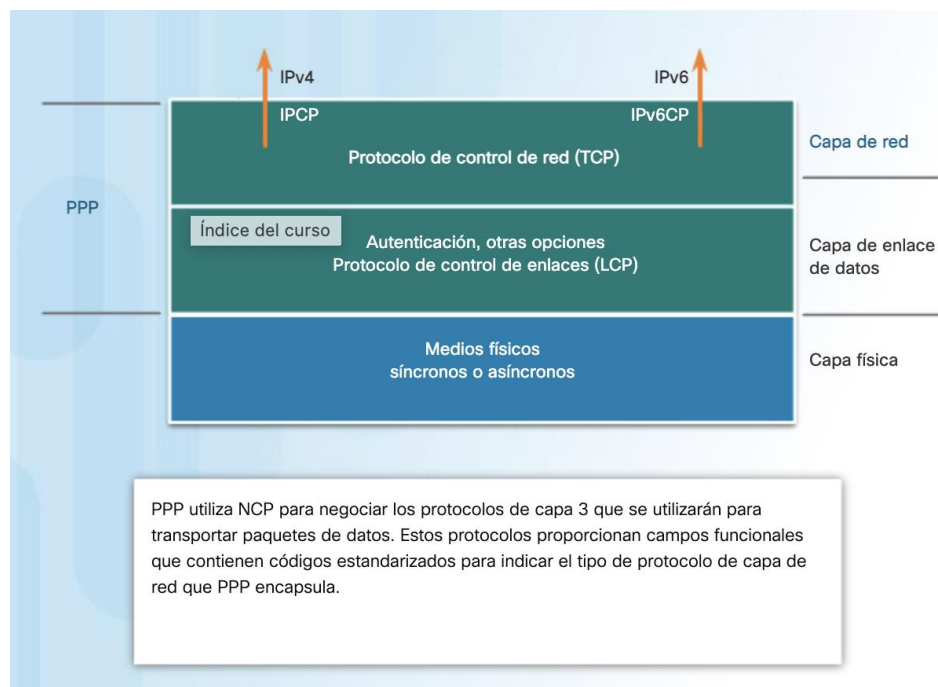 IPv4
IPv6
IPCP
IPv6CP
Protocolo de control de red (TCP)
Capa de red
PPP
Índice del curso
Autenticación, otras opciones
Protocolo de control de enlaces (LCP)
Capa de enlace
de datos
Medios físicos
síncronos o asíncronos
Capa física
PPP utiliza NCP para negociar los protocolos de capa 3 que se utilizarán para
transportar paquetes de datos. Estos protocolos proporcionan campos funcionales
que contienen códigos estandarizados para indicar el tipo de protocolo de capa de
red que PPP encapsula.